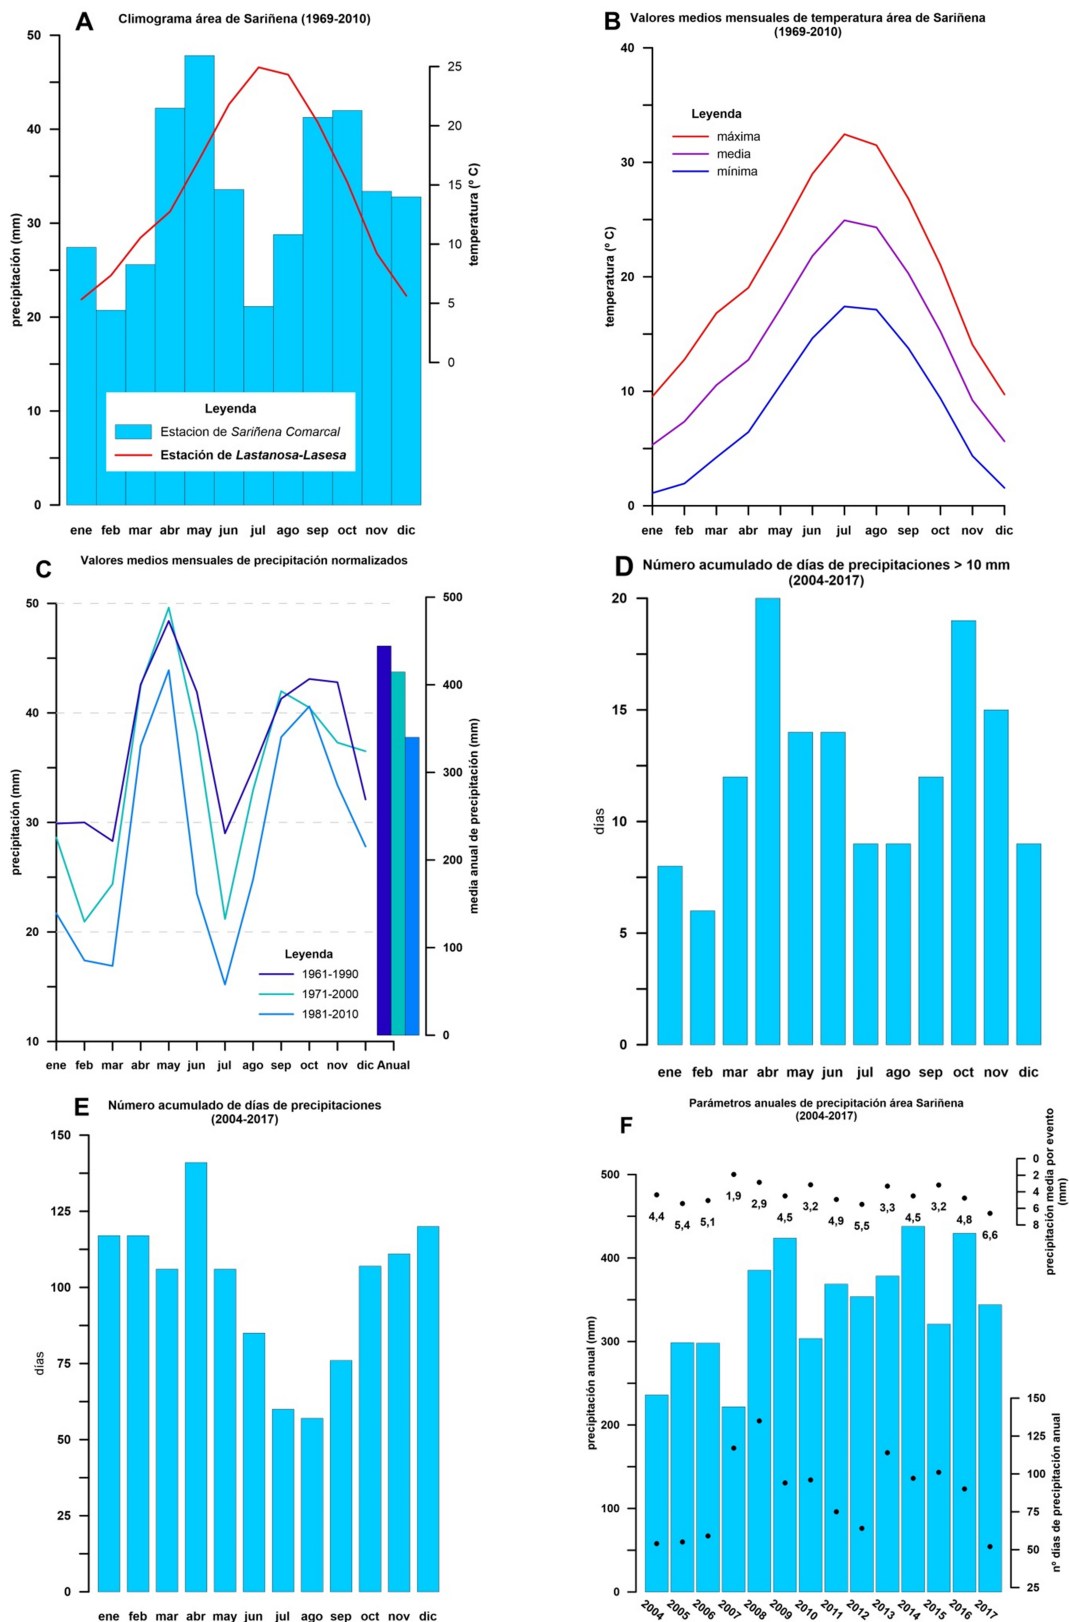 A
Climograma área de Sariñena (1969-2010)
50
40
30
20
10
0
precipitación (mm)
25
20
15
10
5
0
temperatura (º C)
Leyenda
Estacion de Sariñena Comarcal
Estación de Lastanosa-Lasesa
ene feb mar abr may jun jul ago sep oct nov dic
B
Valores medios mensuales de temperatura área de Sariñena
(1969-2010)
40
30
20
10
0
temperatura (º C)
Leyenda
máxima
media
mínima
ene feb mar abr may jun jul ago sep oct nov dic
C
Valores medios mensuales de precipitación normalizados
50
40
30
20
10
precipitación (mm)
500
400
300
200
100
0
media anual de precipitación (mm)
Leyenda
1961-1990
1971-2000
1981-2010
ene feb mar abr may jun jul ago sep oct nov dic Anual
D
Número acumulado de días de precipitaciones > 10 mm
(2004-2017)
20
15
10
5
0
días
ene feb mar abr may jun jul ago sep oct nov dic
E
Número acumulado de días de precipitaciones
(2004-2017)
150
125
100
75
50
25
0
días
ene feb mar abr may jun jul ago sep oct nov dic
F
Parámetros anuales de precipitación área Sariñena
(2004-2017)
500
400
300
200
100
0
precipitación anual (mm)
0
2
4
6
8
precipitación media por evento
(mm)
4,4 5,4 5,1 1,9 2,9 4,5 3,2 4,9 5,5 3,3 4,5 3,2 4,8 6,6
150
125
100
75
50
25
nº dias de precipitación anual
2004 2005 2006 2007 2008 2009 2010 2011 2012 2013 2014 2015 2016 2017